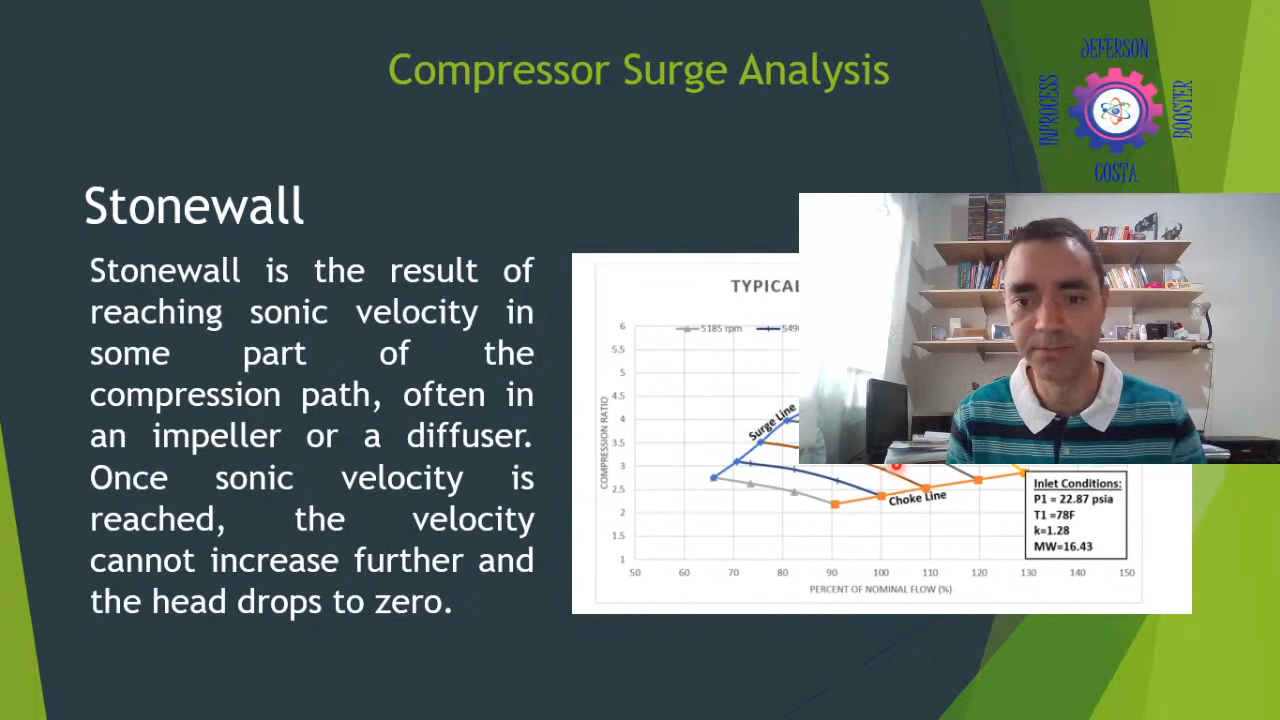 Compressor Surge Analysis
JEFERSON
INPROCESS
BOOSTER
COSTA
Stonewall
Stonewall is the result of
reaching sonic velocity in
some part of the
compression path, often in
an impeller or a diffuser.
Once sonic velocity is
reached, the velocity
cannot increase further and
the head drops to zero.
TYPICAL
5185 rpm
COMPRESSION RATIO
6
5.5
5
4.5
4
3.5
3
2.5
2
1.5
1
Surge Line
Choke Line
Inlet Conditions:
P1 = 22.87 psia
T1 =78F
k=1.28
MW=16.43
50 60 70 80 90 100 110 120 130 140 150
PERCENT OF NOMINAL FLOW (%)